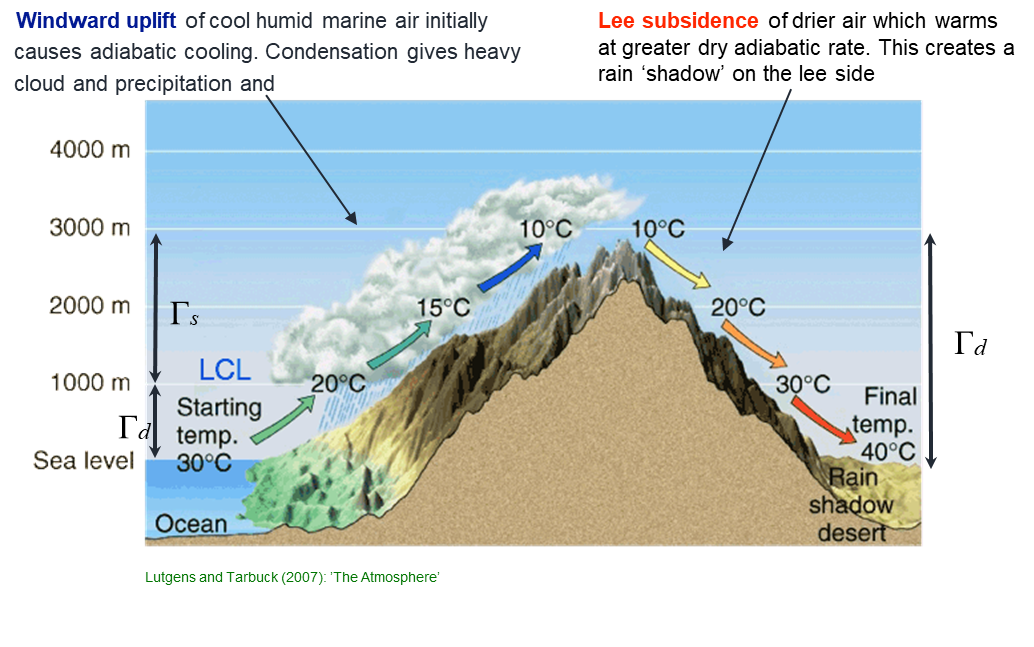 Windward uplift of cool humid marine air initially
causes adiabatic cooling. Condensation gives heavy
cloud and precipitation and
Lee subsidence of drier air which warms
at greater dry adiabatic rate. This creates a
rain ‘shadow’ on the lee side
4000 m
3000 m
2000 m
1000 m
Sea level
10°C
10°C
15°C
20°C
20°C
30°C
Γs
Γd
Γd
LCL
Starting
temp.
30°C
Final
temp.
40°C
Rain
shadow
desert
Ocean
Lutgens and Tarbuck (2007): ‘The Atmosphere’